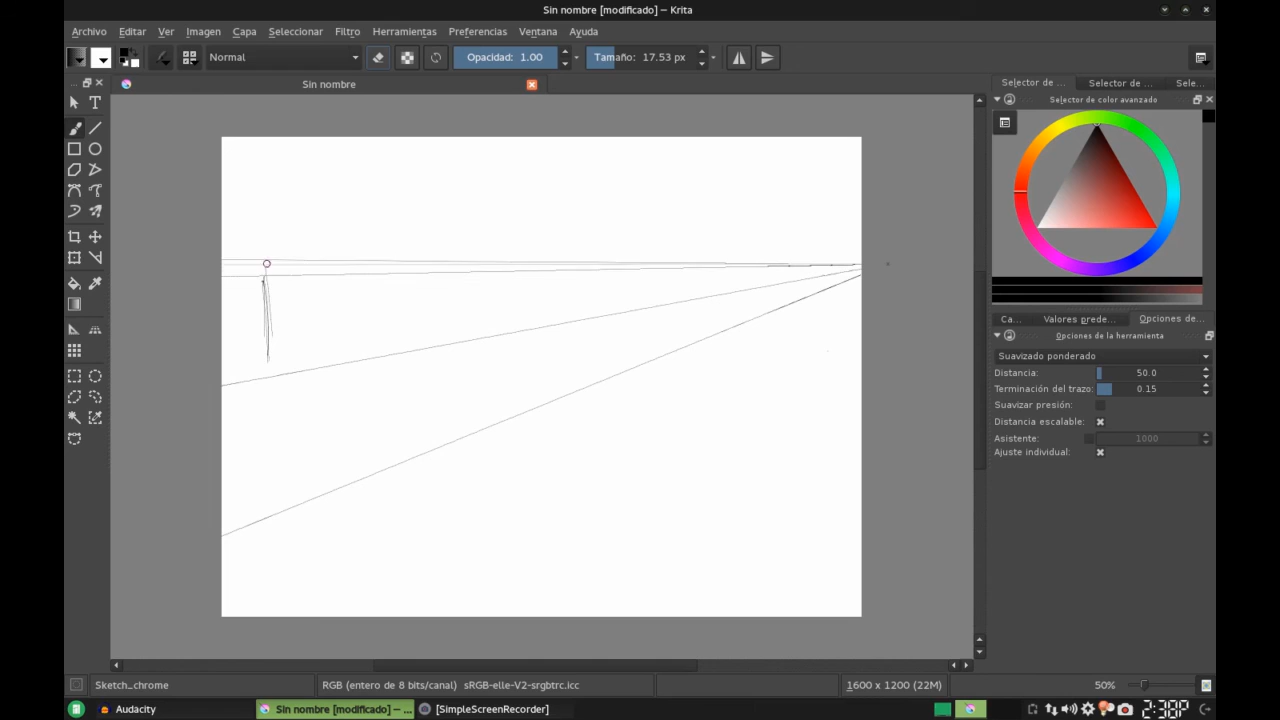 Sin nombre [modificado] – Krita
Archivo Editar Ver Imagen Capa Seleccionar Filtro Herramientas Preferencias Ventana Ayuda
Normal Opacidad: 1.00 Tamaño: 17.53 px
Sin nombre
Selector de ... Selector de ... Sele...
Selector de color avanzado
Ca... Valores prede... Opciones de...
Opciones de la herramienta
Suavizado ponderado
Distancia: 50.0
Terminación del trazo: 0.15
Suavizar presión:
Distancia escalable:
Asistente: 1000
Ajuste individual:
Sketch_chrome RGB (entero de 8 bits/canal) sRGB-elle-V2-srgbtrc.icc 1600 x 1200 (22M) 50%
Audacity Sin nombre [modificado] – ... [SimpleScreenRecorder] 2:38P